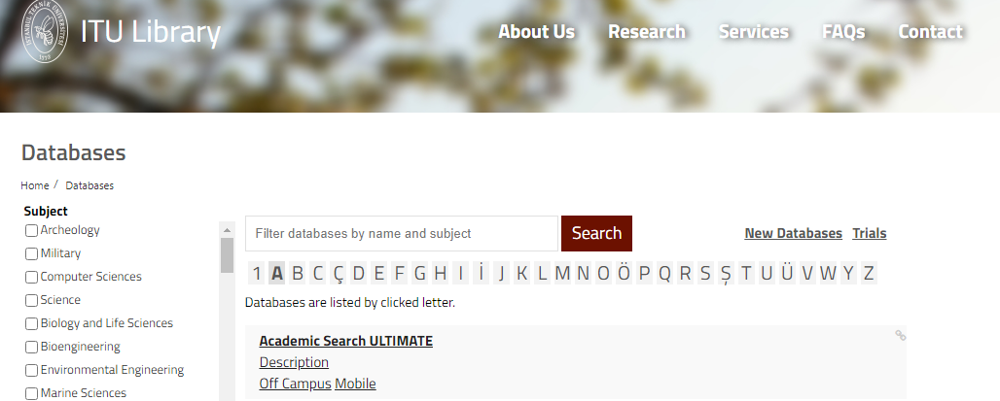 ITU Library
About Us Research Services FAQs Contact
Databases
Home / Databases
Subject
Archeology
Military
Computer Sciences
Science
Biology and Life Sciences
Bioengineering
Environmental Engineering
Marine Sciences
Filter databases by name and subject Search New Databases Trials
1 A B C Ç D E F G H I İ J K L M N O Ö P Q R S Ş T U Ü V W Y Z
Databases are listed by clicked letter.
Academic Search ULTIMATE
Description
Off Campus Mobile